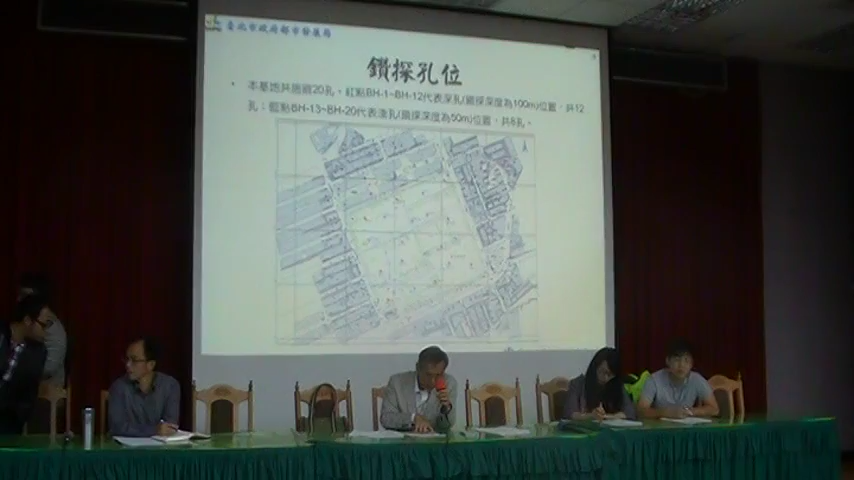 臺北市政府都市發展局
鑽探孔位
• 本基地共週鑽20孔，紅點BH-1~BH-12代表深孔(鑽探深度為100m)位置，共12
孔；藍點BH-13~BH-20代表淺孔(鑽探深度為50m)位置，共8孔。